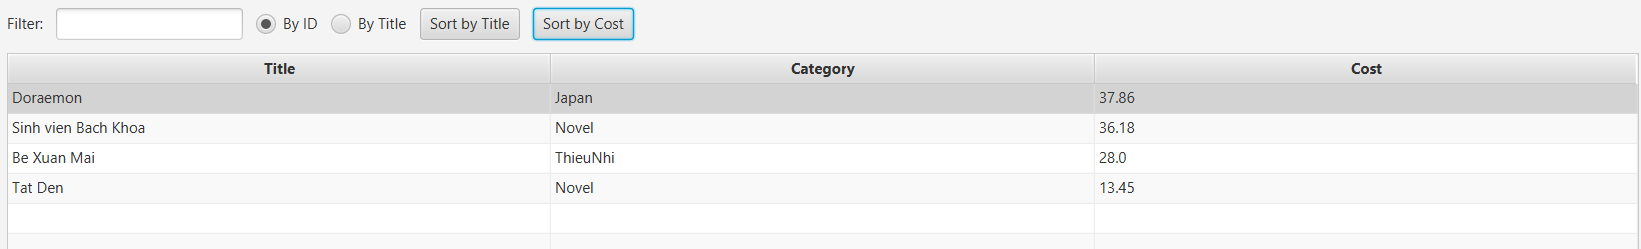 Filter: By ID By Title Sort by Title Sort by Cost
Title Category Cost
Doraemon Japan 37.86
Sinh vien Bach Khoa Novel 36.18
Be Xuan Mai ThieuNhi 28.0
Tat Den Novel 13.45